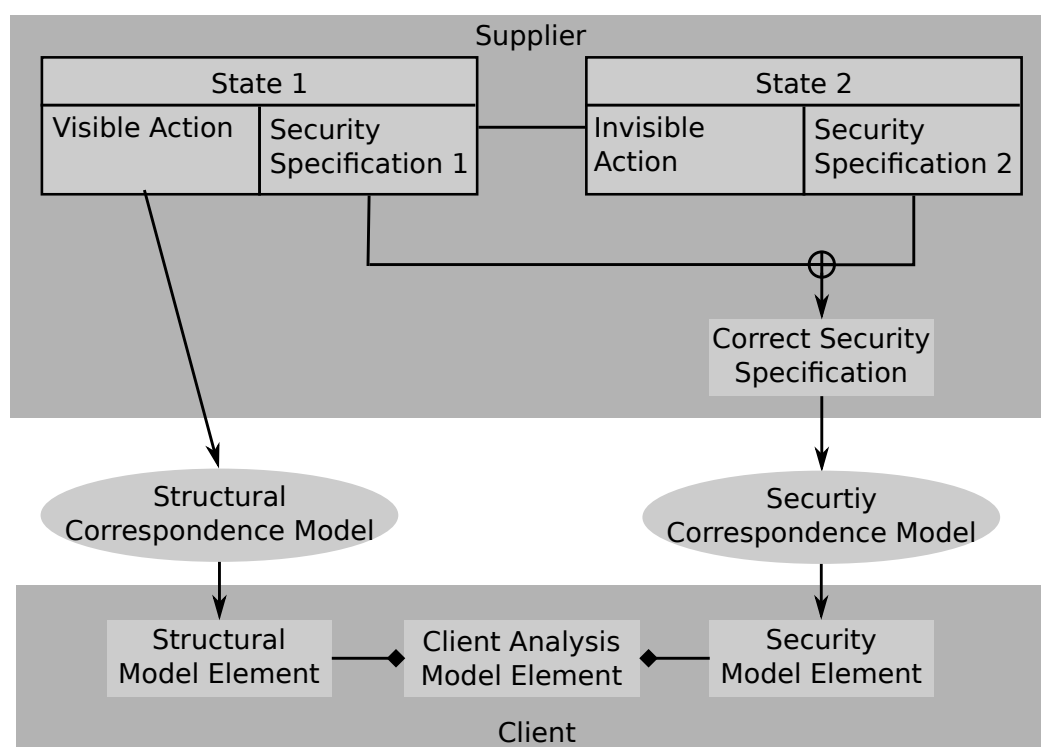 Supplier
State 1
State 2
Visible Action
Security
Specification 1
Invisible
Action
Security
Specification 2
Correct Security
Specification
Structural
Correspondence Model
Securtiy
Correspondence Model
Structural
Model Element
Client Analysis
Model Element
Security
Model Element
Client